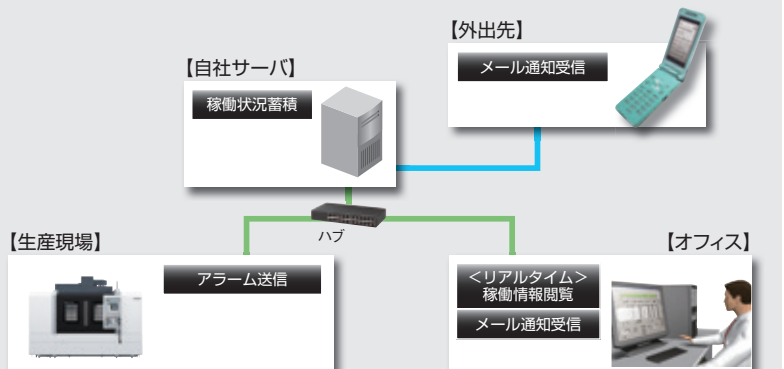 【外出先】
メール通知受信
【自社サーバ】
稼働状況蓄積
ハブ
【生産現場】
アラーム送信
【オフィス】
＜リアルタイム＞
稼働情報閲覧
メール通知受信